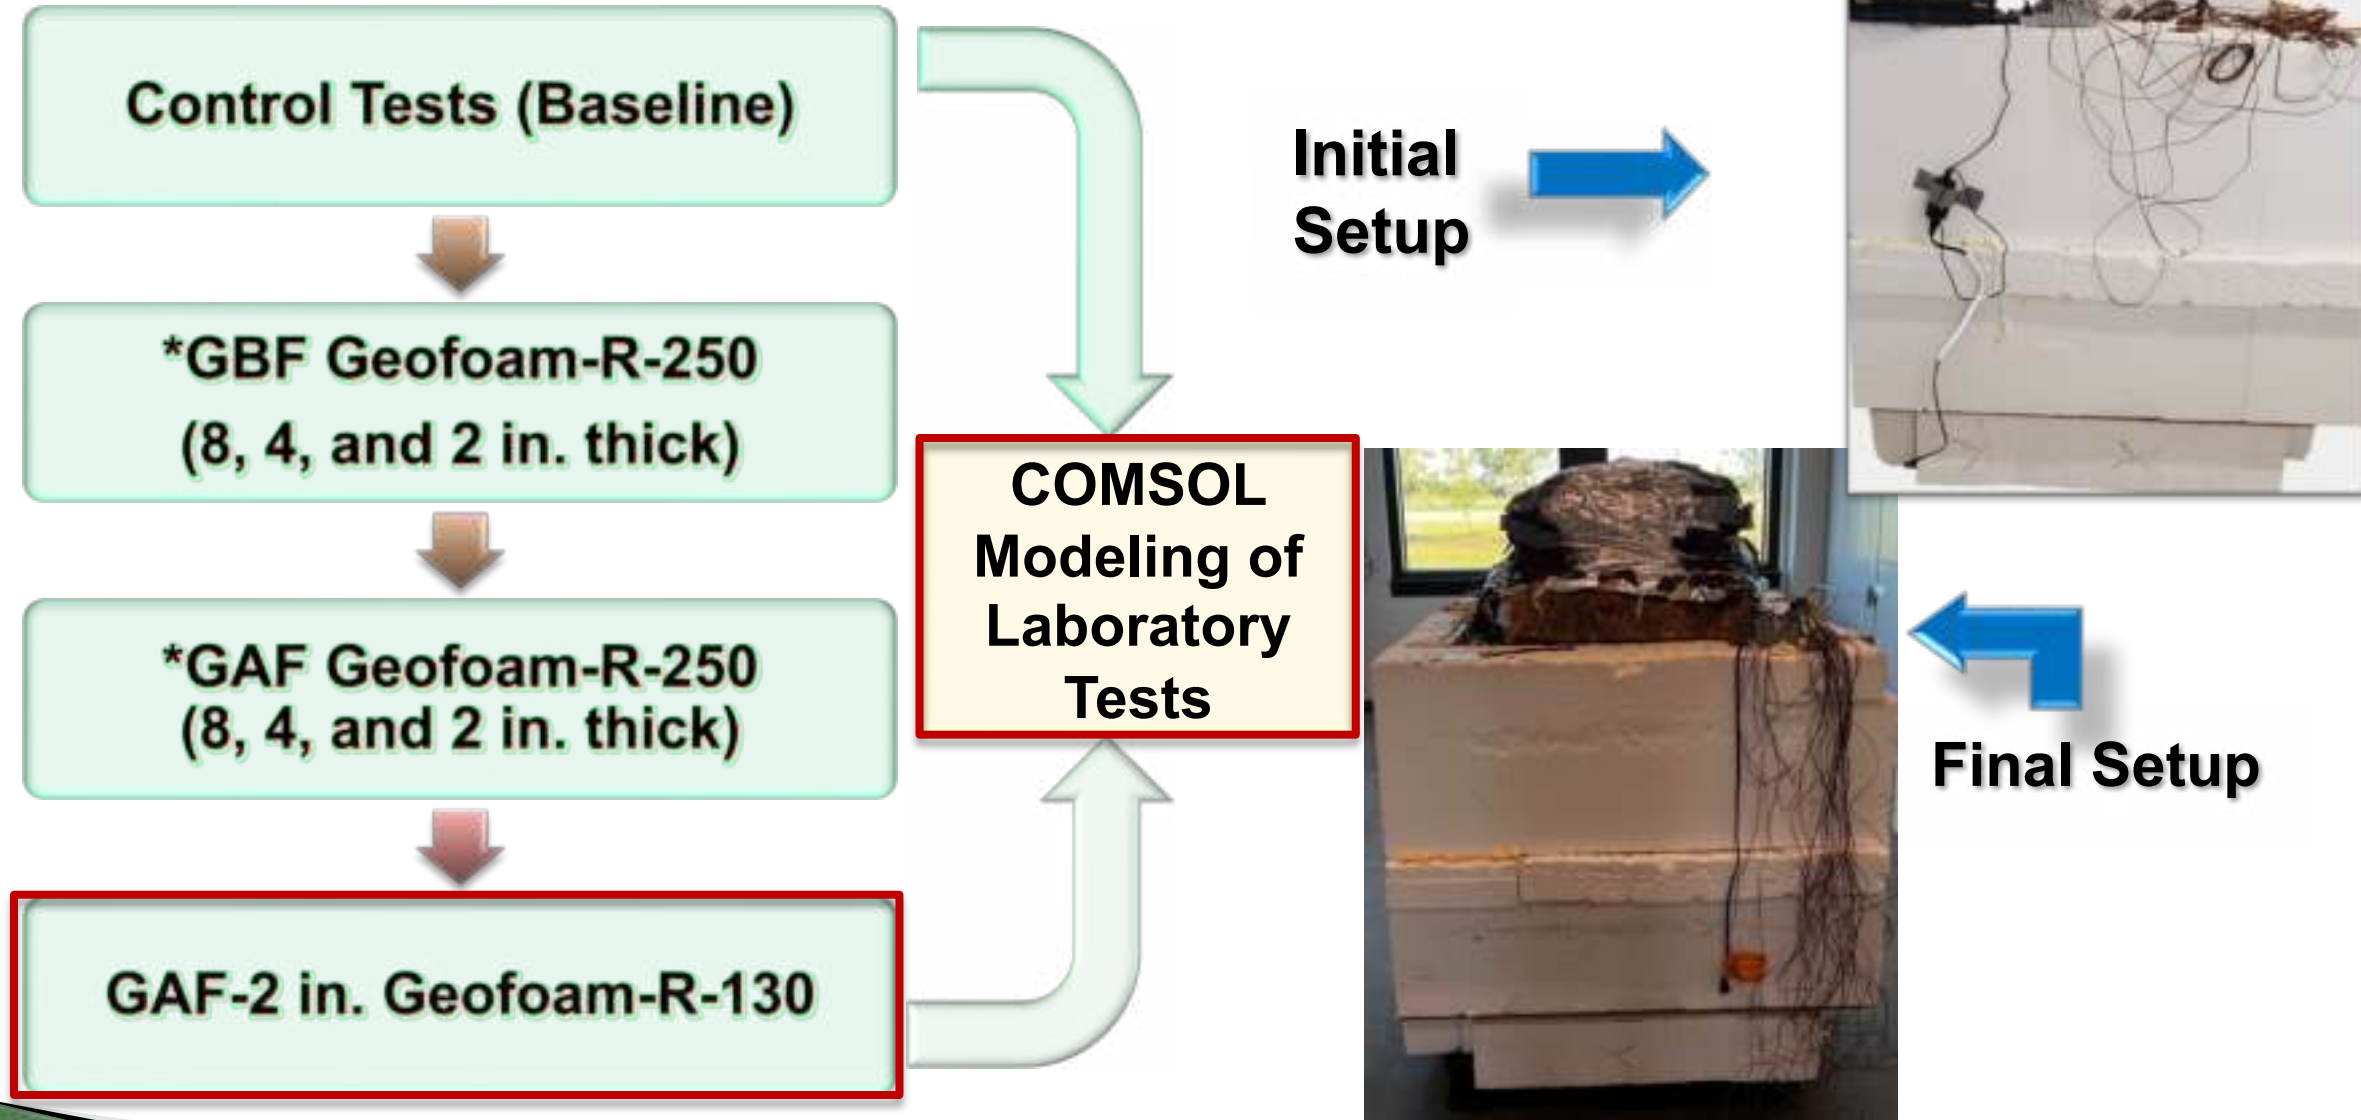 Control Tests (Baseline)
*GBF Geofoam-R-250
(8, 4, and 2 in. thick)
*GAF Geofoam-R-250
(8, 4, and 2 in. thick)
GAF-2 in. Geofoam-R-130
COMSOL
Modeling of
Laboratory
Tests
Initial
Setup
Final Setup